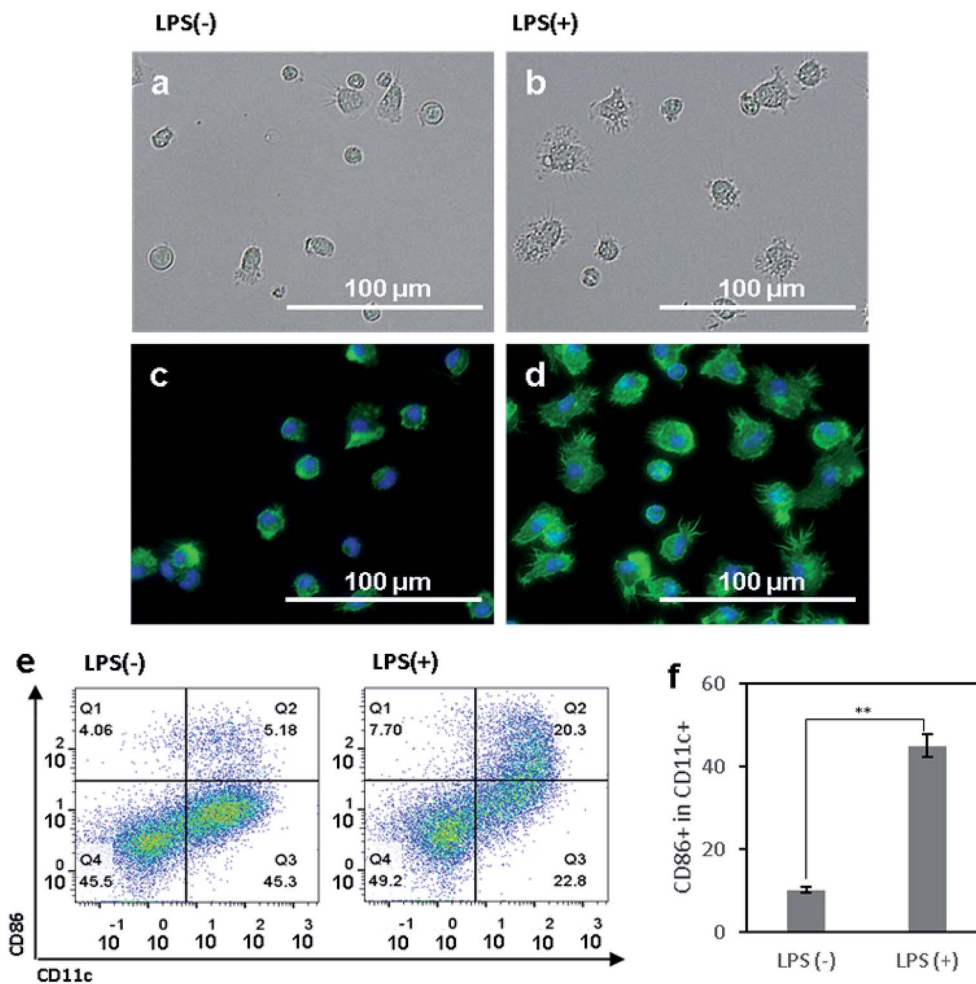 LPS(-) LPS(+)
a b
100 µm 100 µm
c d
100 µm 100 µm
e LPS(-) LPS(+) f
Q1 Q2 Q1 Q2
4.06 5.18 7.70 20.3
10 2 10 2
10 1 10 1
10 0 10 0
Q4 Q3 Q4 Q3
45.5 45.3 49.2 22.8
10 -1 10 0 10 1 10 2 10 3 10 -1 10 0 10 1 10 2 10 3
CD86
CD11c
60
40
20
0
CD86+ in CD11c+
**
LPS (-) LPS (+)